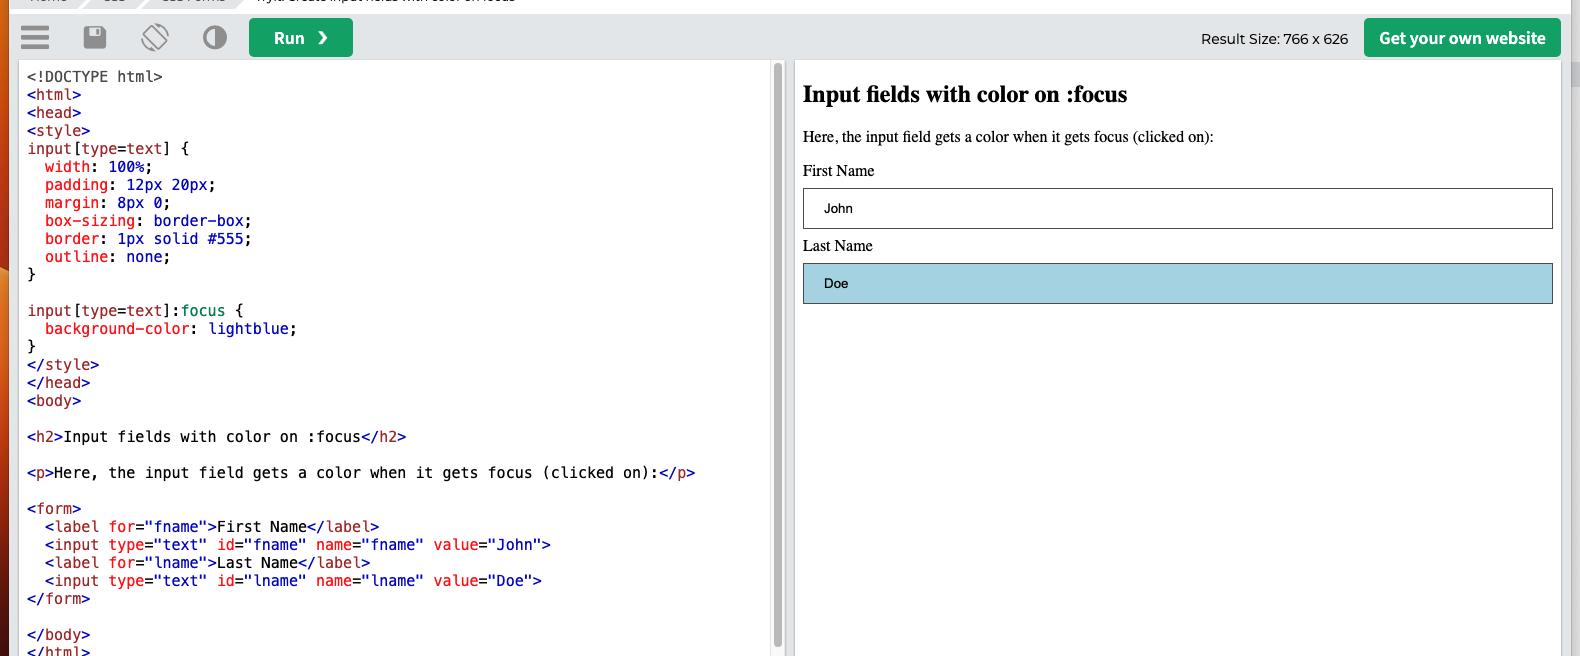 Run ❯
Result Size: 766 x 626
Get your own website
<!DOCTYPE html>
<html>
<head>
<style>
input[type=text] {
  width: 100%;
  padding: 12px 20px;
  margin: 8px 0;
  box-sizing: border-box;
  border: 1px solid #555;
  outline: none;
}

input[type=text]:focus {
  background-color: lightblue;
}
</style>
</head>
<body>

<h2>Input fields with color on :focus</h2>

<p>Here, the input field gets a color when it gets focus (clicked on):</p>

<form>
  <label for="fname">First Name</label>
  <input type="text" id="fname" name="fname" value="John">
  <label for="lname">Last Name</label>
  <input type="text" id="lname" name="lname" value="Doe">
</form>

</body>
</html>
Input fields with color on :focus
Here, the input field gets a color when it gets focus (clicked on):
First Name
John
Last Name
Doe